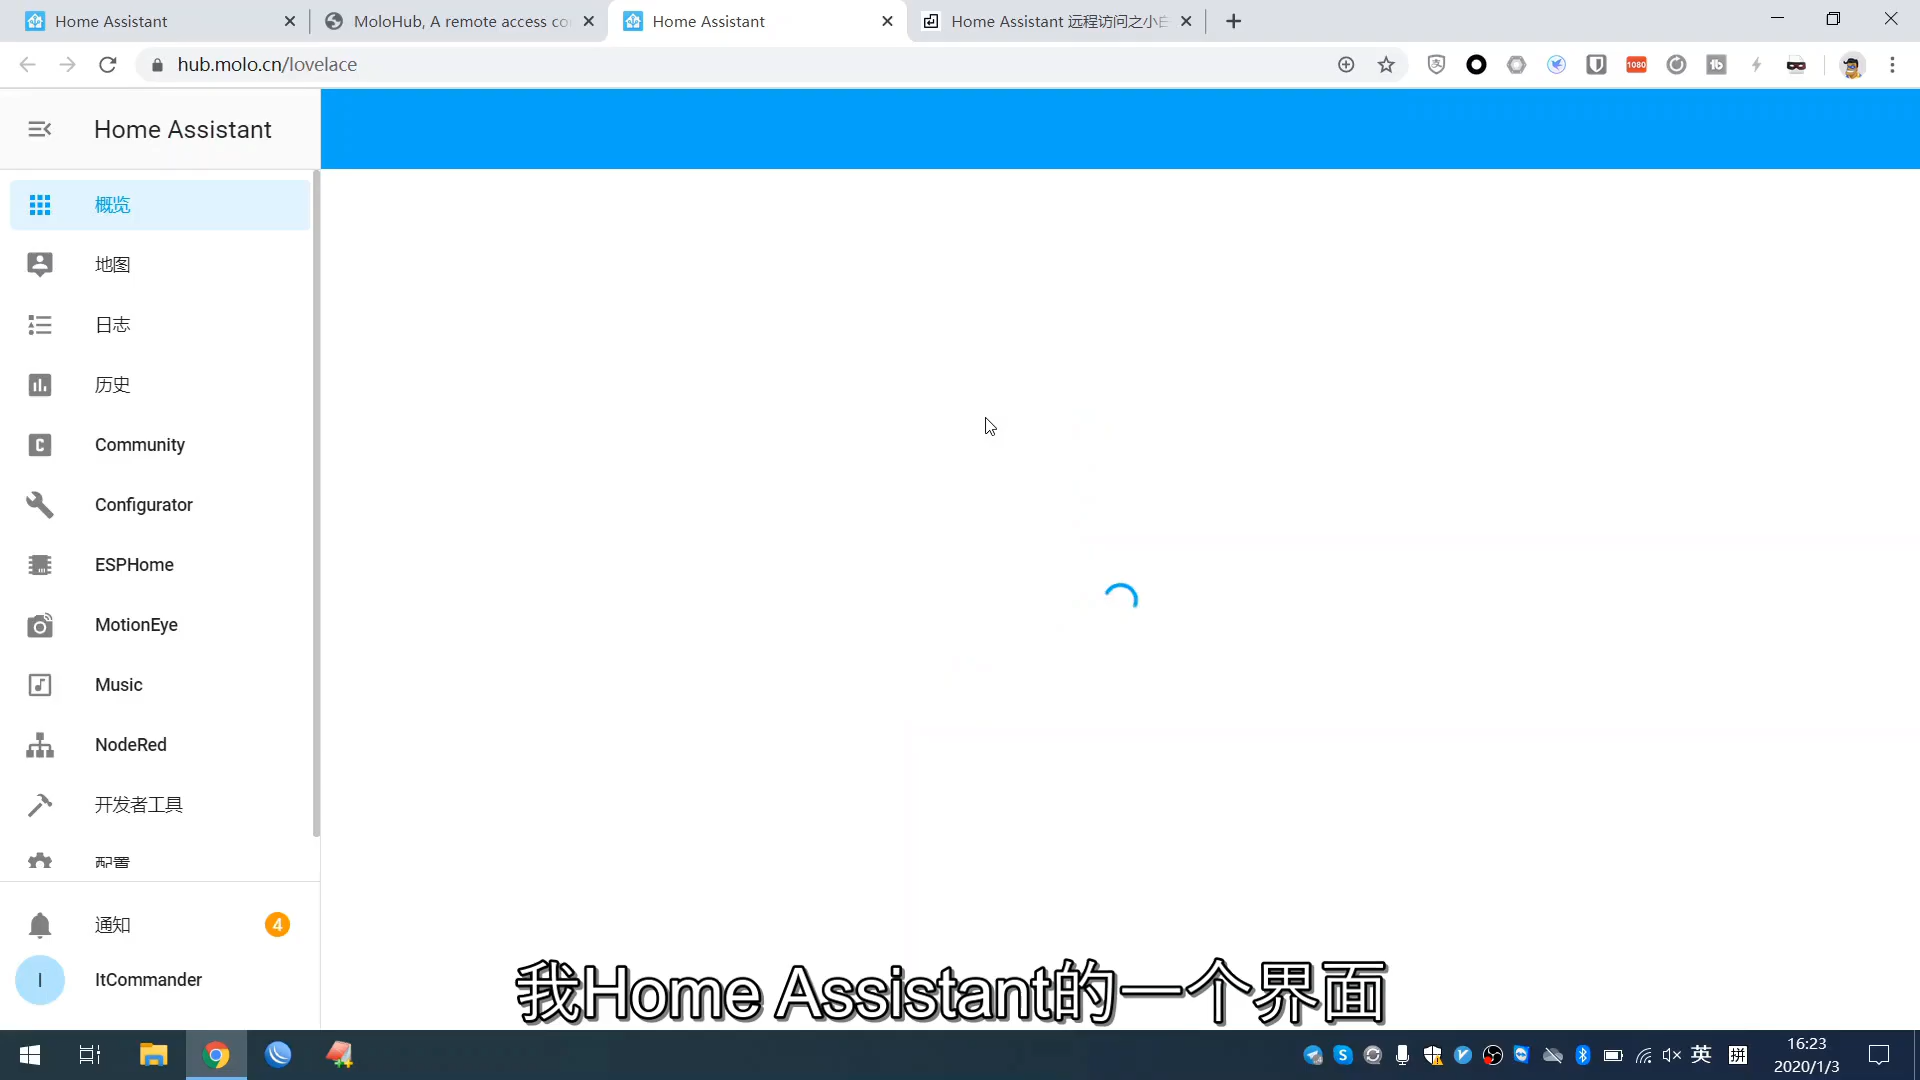 Home Assistant
MoloHub, A remote access co
Home Assistant
Home Assistant 远程访问之小白
hub.molo.cn/lovelace
1080
Home Assistant
概览
地图
日志
历史
Community
Configurator
ESPHome
MotionEye
Music
NodeRed
开发者工具
配置
通知
4
I
ItCommander
我Home Assistant的一个界面
英
拼
16:23
2020/1/3